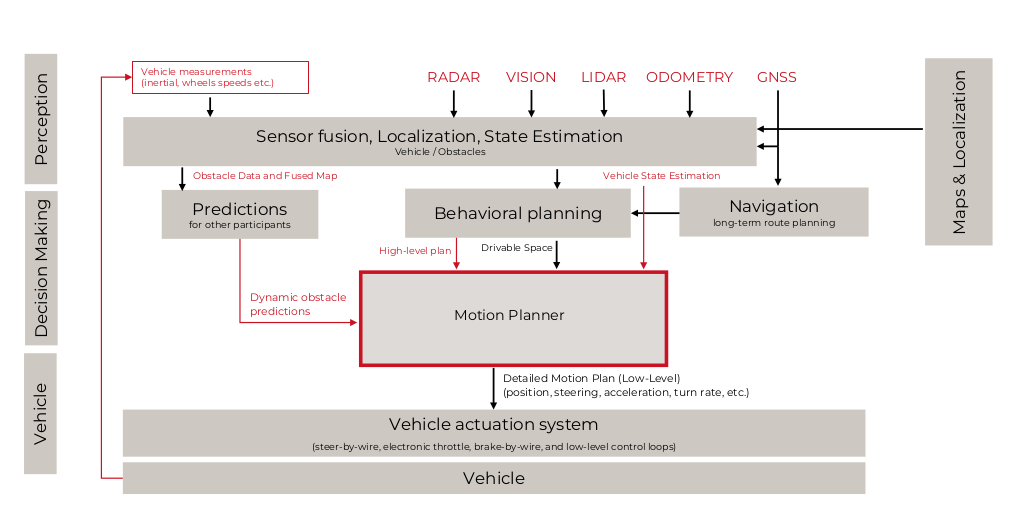 Perception
Decision Making
Vehicle
Vehicle measurements
(inertial, wheels speeds etc.)
RADAR
VISION
LIDAR
ODOMETRY
GNSS
Maps & Localization
Sensor fusion, Localization, State Estimation
Vehicle / Obstacles
Obstacle Data and Fused Map
Vehicle State Estimation
Predictions
for other participants
Behavioral planning
Navigation
long-term route planning
High-level plan
Drivable Space
Dynamic obstacle
predictions
Motion Planner
Detailed Motion Plan (Low-Level)
(position, steering, acceleration, turn rate, etc.)
Vehicle actuation system
(steer-by-wire, electronic throttle, brake-by-wire, and low-level control loops)
Vehicle